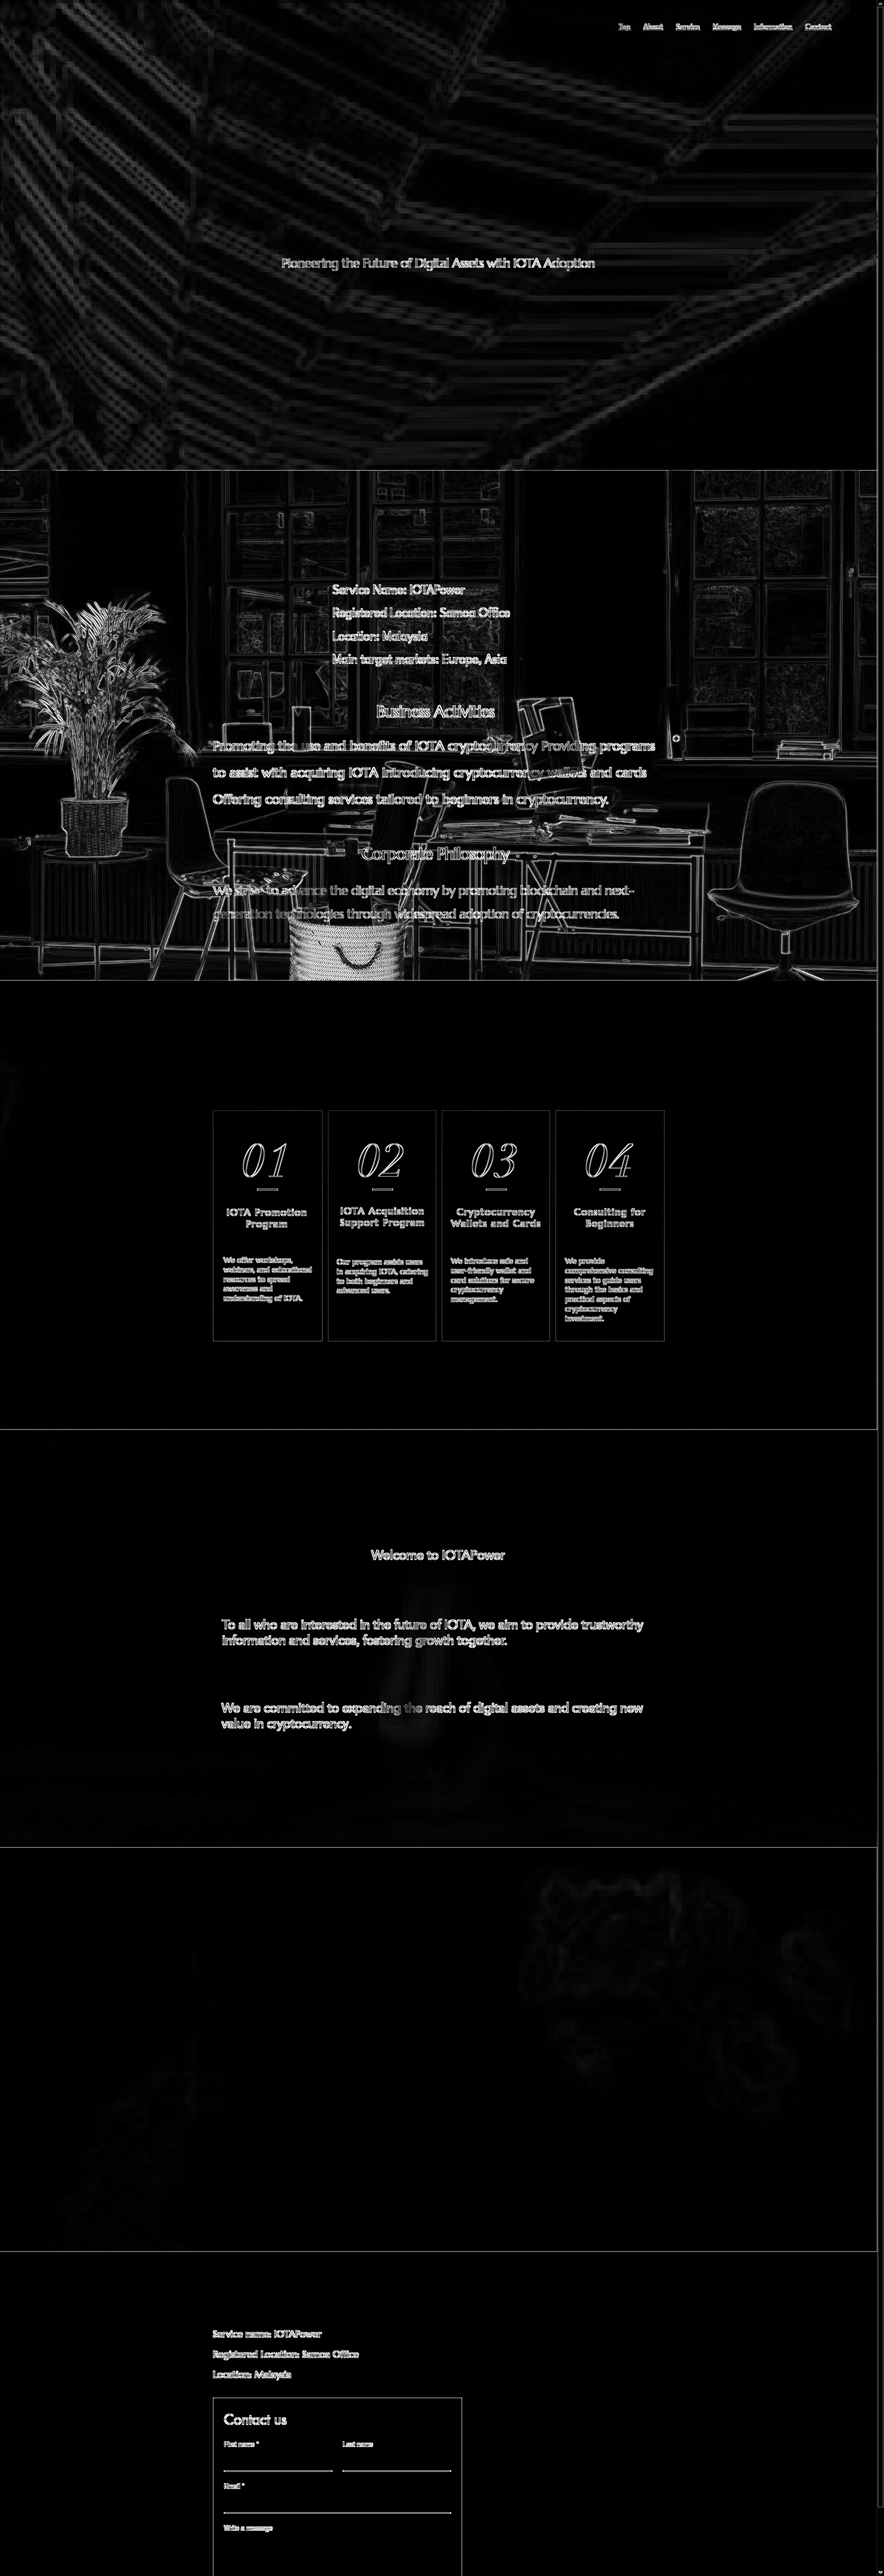 Top About Service Message Information Contact
Pioneering the Future of Digital Assets with IOTA Adoption
Service Name: IOTAPower
Registered Location: Samoa Office
Location: Malaysia
Main target markets: Europe, Asia
Business Activities
Promoting the use and benefits of IOTA cryptocurrency Providing programs
to assist with acquiring IOTA Introducing cryptocurrency wallets and cards
Offering consulting services tailored to beginners in cryptocurrency.
Corporate Philosophy
We strive to advance the digital economy by promoting blockchain and next-
generation technologies through widespread adoption of cryptocurrencies.
01
IOTA Promotion
Program
We offer workshops,
webinars, and educational
resources to spread
awareness and
understanding of IOTA.
02
IOTA Acquisition
Support Program
Our program assists users
in acquiring IOTA, catering
to both beginners and
advanced users.
03
Cryptocurrency
Wallets and Cards
We introduce safe and
user-friendly wallet and
card solutions for secure
cryptocurrency
management.
04
Consulting for
Beginners
We provide
comprehensive consulting
services to guide users
through the basics and
practical aspects of
cryptocurrency
investment.
Welcome to IOTAPower
To all who are interested in the future of IOTA, we aim to provide trustworthy
information and services, fostering growth together.
We are committed to expanding the reach of digital assets and creating new
value in cryptocurrency.
Service name: IOTAPower
Registered Location: Samoa Office
Location: Malaysia
Contact us
First name *
Last name
Email *
Write a message